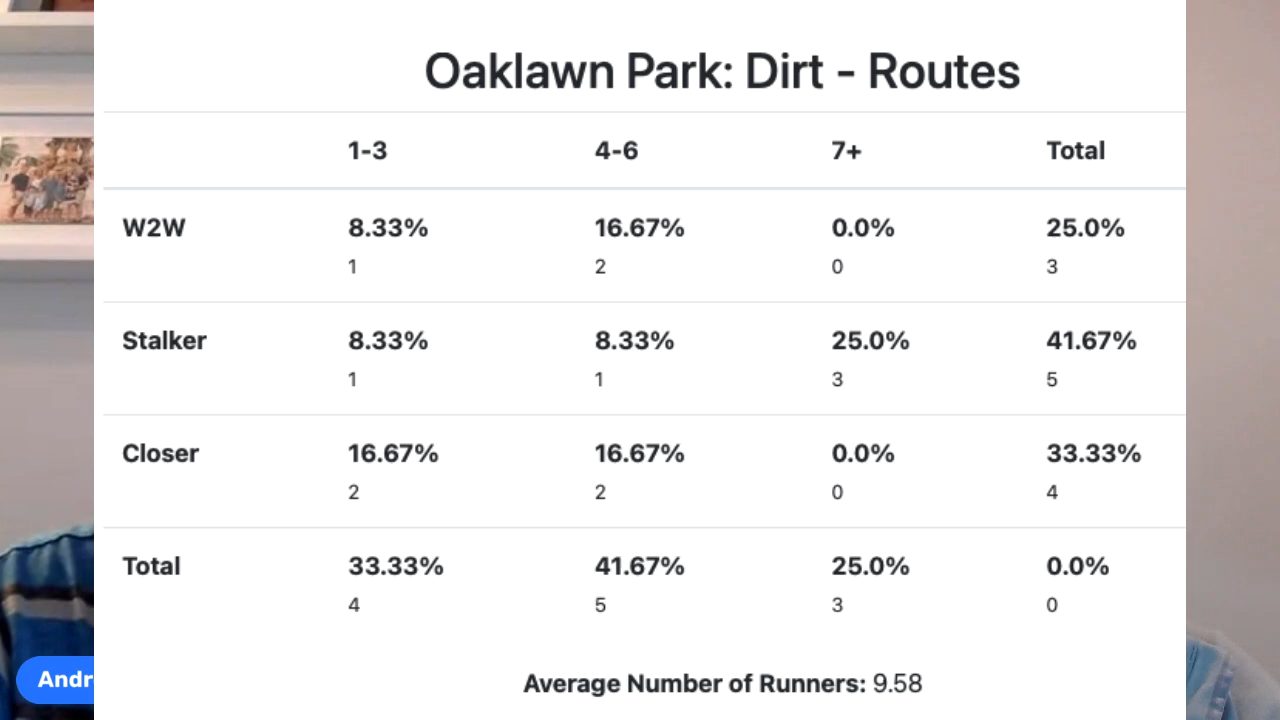 Oaklawn Park: Dirt - Routes
1-3 4-6 7+ Total
W2W 8.33% 16.67% 0.0% 25.0%
1 2 0 3
Stalker 8.33% 8.33% 25.0% 41.67%
1 1 3 5
Closer 16.67% 16.67% 0.0% 33.33%
2 2 0 4
Total 33.33% 41.67% 25.0% 0.0%
4 5 3 0
Andr
Average Number of Runners: 9.58